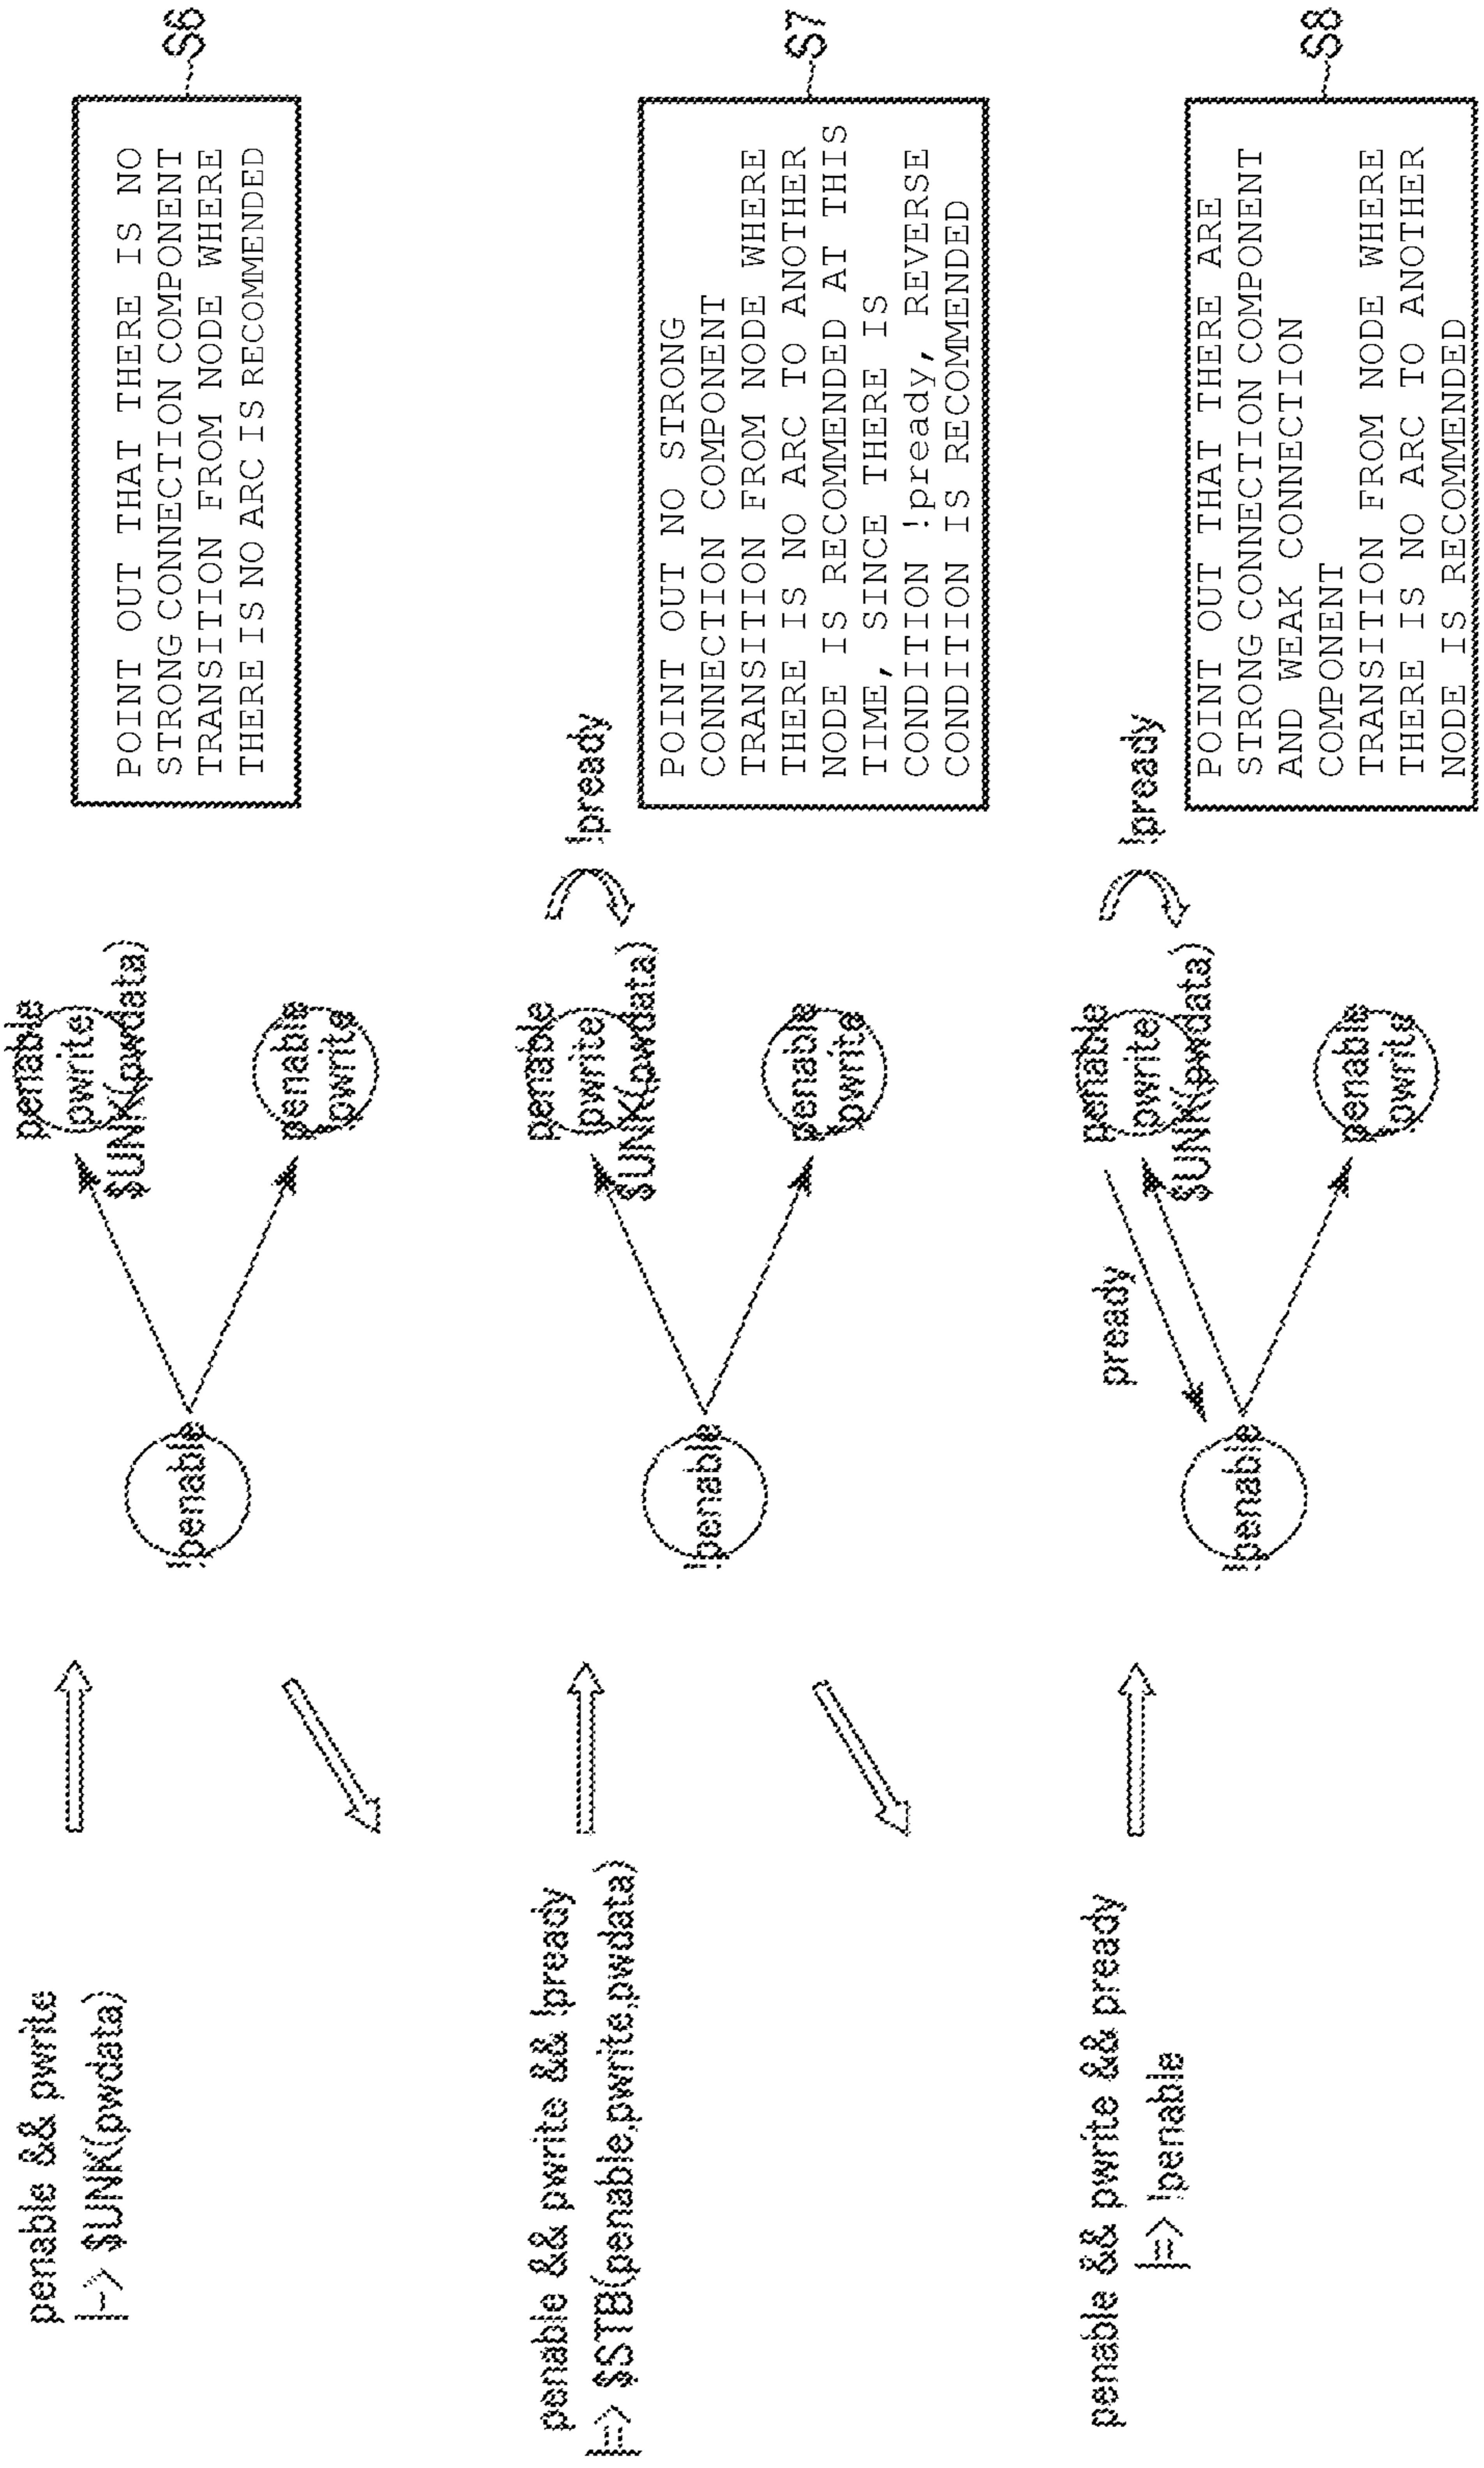 penable && pwrite
|-> $UNK(pwdata)
!penable
penable
pwrite
$UNK(pwdata)
penable
!pwrite
POINT OUT THAT THERE IS NO
STRONG CONNECTION COMPONENT
TRANSITION FROM NODE WHERE
THERE IS NO ARC IS RECOMMENDED
S6
penable && pwrite && !pready
|=> $STB(penable,pwrite,pwdata)
!penable
penable
pwrite
$UNK(pwdata)
!pready
penable
!pwrite
POINT OUT NO STRONG
CONNECTION COMPONENT
TRANSITION FROM NODE WHERE
THERE IS NO ARC TO ANOTHER
NODE IS RECOMMENDED AT THIS
TIME, SINCE THERE IS
CONDITION !pready, REVERSE
CONDITION IS RECOMMENDED
S7
penable && pwrite && pready
|=> !penable
!penable
pready
penable
pwrite
$UNK(pwdata)
!pready
penable
!pwrite
POINT OUT THAT THERE ARE
STRONG CONNECTION COMPONENT
AND WEAK CONNECTION
COMPONENT
TRANSITION FROM NODE WHERE
THERE IS NO ARC TO ANOTHER
NODE IS RECOMMENDED
S8